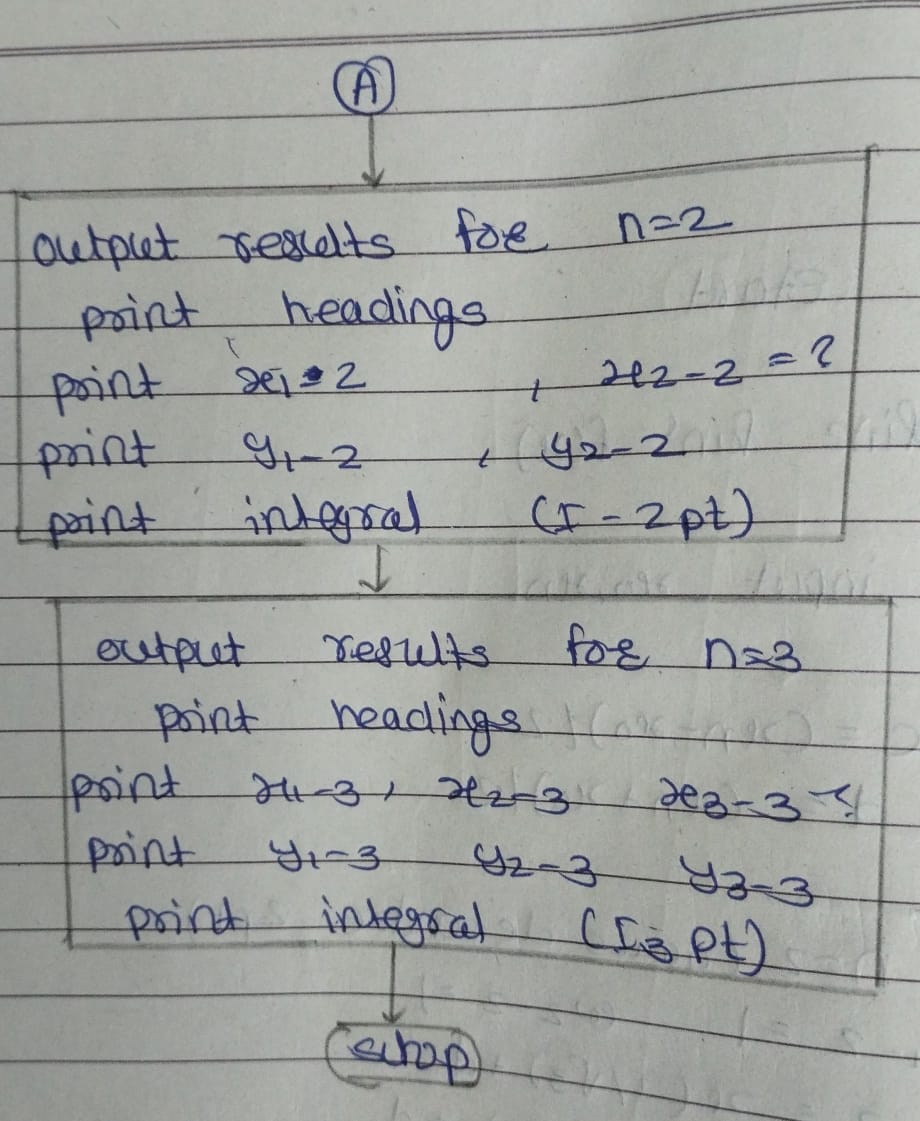 A
output results for n=2
print headings
print x1-2 , x2-2 = ?
print y1-2 , y2-2
print integral (I-2pt)
output results for n=3
print headings
print x1-3, x2-3 x3-3
print y1-3 y2-3 y3-3
print integral (I3 pt)
stop